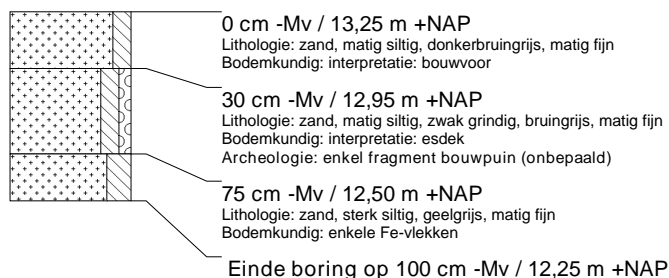 0 cm -Mv / 13,25 m +NAP
Lithologie: zand, matig siltig, donkerbruingrijs, matig fijn
Bodemkundig: interpretatie: bouwvoor
30 cm -Mv / 12,95 m +NAP
Lithologie: zand, matig siltig, zwak grindig, bruingrijs, matig fijn
Bodemkundig: interpretatie: esdek
Archeologie: enkel fragment bouwpuin (onbepaald)
75 cm -Mv / 12,50 m +NAP
Lithologie: zand, sterk siltig, geelgrijs, matig fijn
Bodemkundig: enkele Fe-vlekken
Einde boring op 100 cm -Mv / 12,25 m +NAP